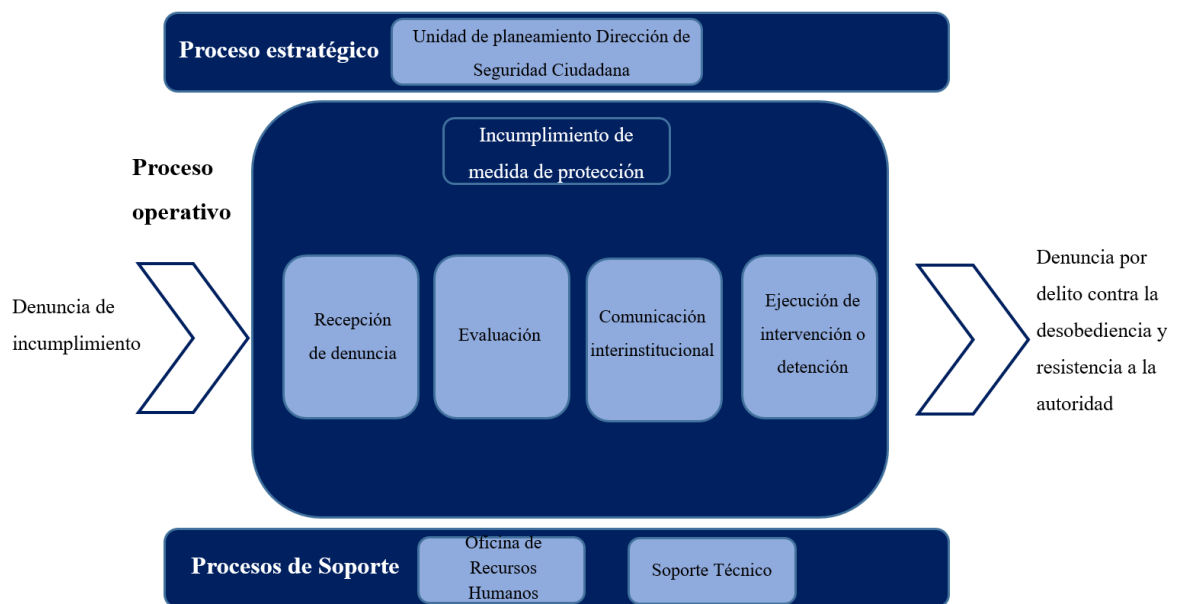 Proceso estratégico
Unidad de planeamiento Dirección de
Seguridad Ciudadana
Proceso
operativo
Incumplimiento de
medida de protección
Denuncia de
incumplimiento
Recepción
de denuncia
Evaluación
Comunicación
interinstitucional
Ejecución de
intervención o
detención
Denuncia por
delito contra la
desobediencia y
resistencia a la
autoridad
Procesos de Soporte
Oficina de
Recursos
Humanos
Soporte Técnico